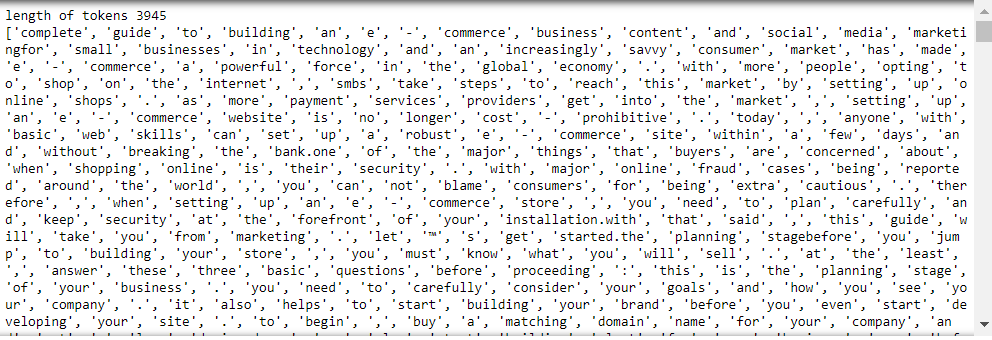 length of tokens 3945
['complete', 'guide', 'to', 'building', 'an', 'e', '-', 'commerce', 'business', 'content', 'and', 'social', 'media', 'marketi
ngfor', 'small', 'businesses', 'in', 'technology', 'and', 'an', 'increasingly', 'savvy', 'consumer', 'market', 'has', 'made',
'e', '-', 'commerce', 'a', 'powerful', 'force', 'in', 'the', 'global', 'economy', '.', 'with', 'more', 'people', 'opting', 't
o', 'shop', 'on', 'the', 'internet', ',', 'smbs', 'take', 'steps', 'to', 'reach', 'this', 'market', 'by', 'setting', 'up', 'o
nline', 'shops', '.', 'as', 'more', 'payment', 'services', 'providers', 'get', 'into', 'the', 'market', ',', 'setting', 'up',
'an', 'e', '-', 'commerce', 'website', 'is', 'no', 'longer', 'cost', '-', 'prohibitive', '.', 'today', ',', 'anyone', 'with',
'basic', 'web', 'skills', 'can', 'set', 'up', 'a', 'robust', 'e', '-', 'commerce', 'site', 'within', 'a', 'few', 'days', 'an
d', 'without', 'breaking', 'the', 'bank.one', 'of', 'the', 'major', 'things', 'that', 'buyers', 'are', 'concerned', 'about',
'when', 'shopping', 'online', 'is', 'their', 'security', '.', 'with', 'major', 'online', 'fraud', 'cases', 'being', 'reporte
d', 'around', 'the', 'world', ',', 'you', 'can', 'not', 'blame', 'consumers', 'for', 'being', 'extra', 'cautious', '.', 'ther
efore', ',', 'when', 'setting', 'up', 'an', 'e', '-', 'commerce', 'store', ',', 'you', 'need', 'to', 'plan', 'carefully', 'an
d', 'keep', 'security', 'at', 'the', 'forefront', 'of', 'your', 'installation.with', 'that', 'said', ',', 'this', 'guide', 'w
ill', 'take', 'you', 'from', 'marketing', '.', 'let', '™', 's', 'get', 'started.the', 'planning', 'stagebefore', 'you', 'jum
p', 'to', 'building', 'your', 'store', ',', 'you', 'must', 'know', 'what', 'you', 'will', 'sell', '.', 'at', 'the', 'least',
',', 'answer', 'these', 'three', 'basic', 'questions', 'before', 'proceeding', ':', 'this', 'is', 'the', 'planning', 'stage',
'of', 'your', 'business', '.', 'you', 'need', 'to', 'carefully', 'consider', 'your', 'goals', 'and', 'how', 'you', 'see', 'yo
ur', 'company', '.', 'it', 'also', 'helps', 'to', 'start', 'building', 'your', 'brand', 'before', 'you', 'even', 'start', 'de
veloping', 'your', 'site', '.', 'to', 'begin', ',', 'buy', 'a', 'matching', 'domain', 'name', 'for', 'your', 'company', 'an